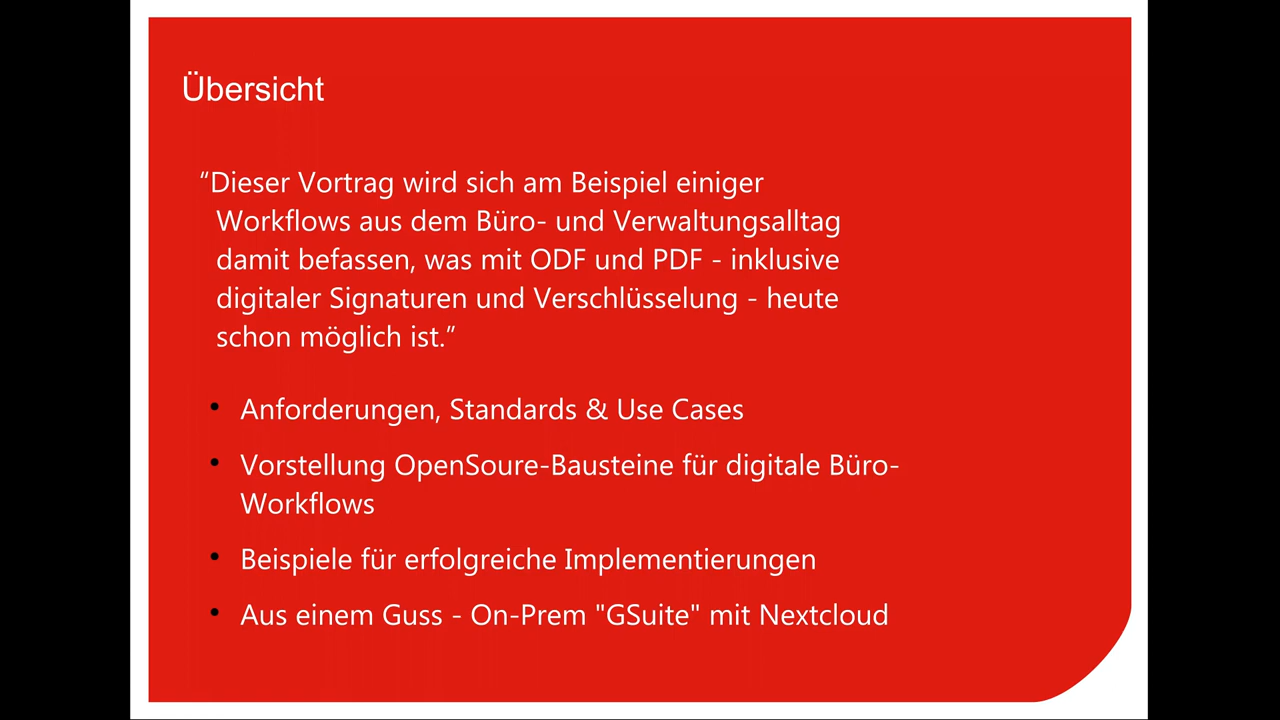 Übersicht
“Dieser Vortrag wird sich am Beispiel einiger
Workflows aus dem Büro- und Verwaltungsalltag
damit befassen, was mit ODF und PDF - inklusive
digitaler Signaturen und Verschlüsselung - heute
schon möglich ist.”
• Anforderungen, Standards & Use Cases
• Vorstellung OpenSoure-Bausteine für digitale Büro-
Workflows
• Beispiele für erfolgreiche Implementierungen
• Aus einem Guss - On-Prem "GSuite" mit Nextcloud